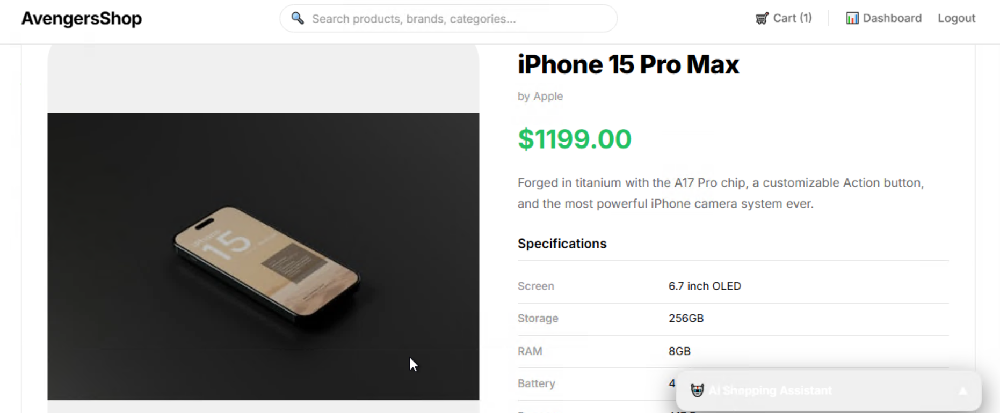 AvengersShop
Search products, brands, categories...
Cart (1)
Dashboard
Logout
iPhone 15 Pro Max
by Apple
$1199.00
Forged in titanium with the A17 Pro chip, a customizable Action button,
and the most powerful iPhone camera system ever.
Specifications
Screen 6.7 inch OLED
Storage 256GB
RAM 8GB
Battery 4
AI Shopping Assistant
15